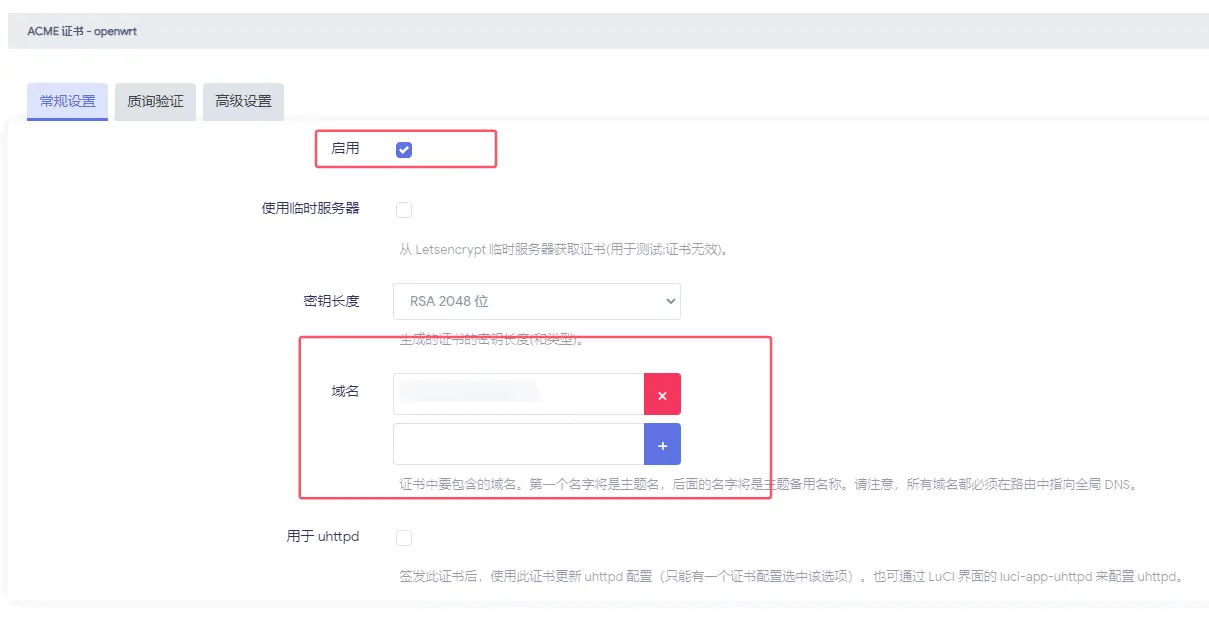 ACME 证书 - openwrt
常规设置 质询验证 高级设置
启用
使用临时服务器
从 Letsencrypt 临时服务器获取证书(用于测试;证书无效)。
密钥长度 RSA 2048 位
生成的证书的密钥长度(和类型)。
域名
×
+
证书中要包含的域名。第一个名字将是主题名，后面的名字将是主题备用名称。请注意，所有域名都必须在路由中指向全局 DNS。
用于 uhttpd
签发此证书后，使用此证书更新 uhttpd 配置（只能有一个证书配置选中该选项）。也可通过 LuCI 界面的 luci-app-uhttpd 来配置 uhttpd。